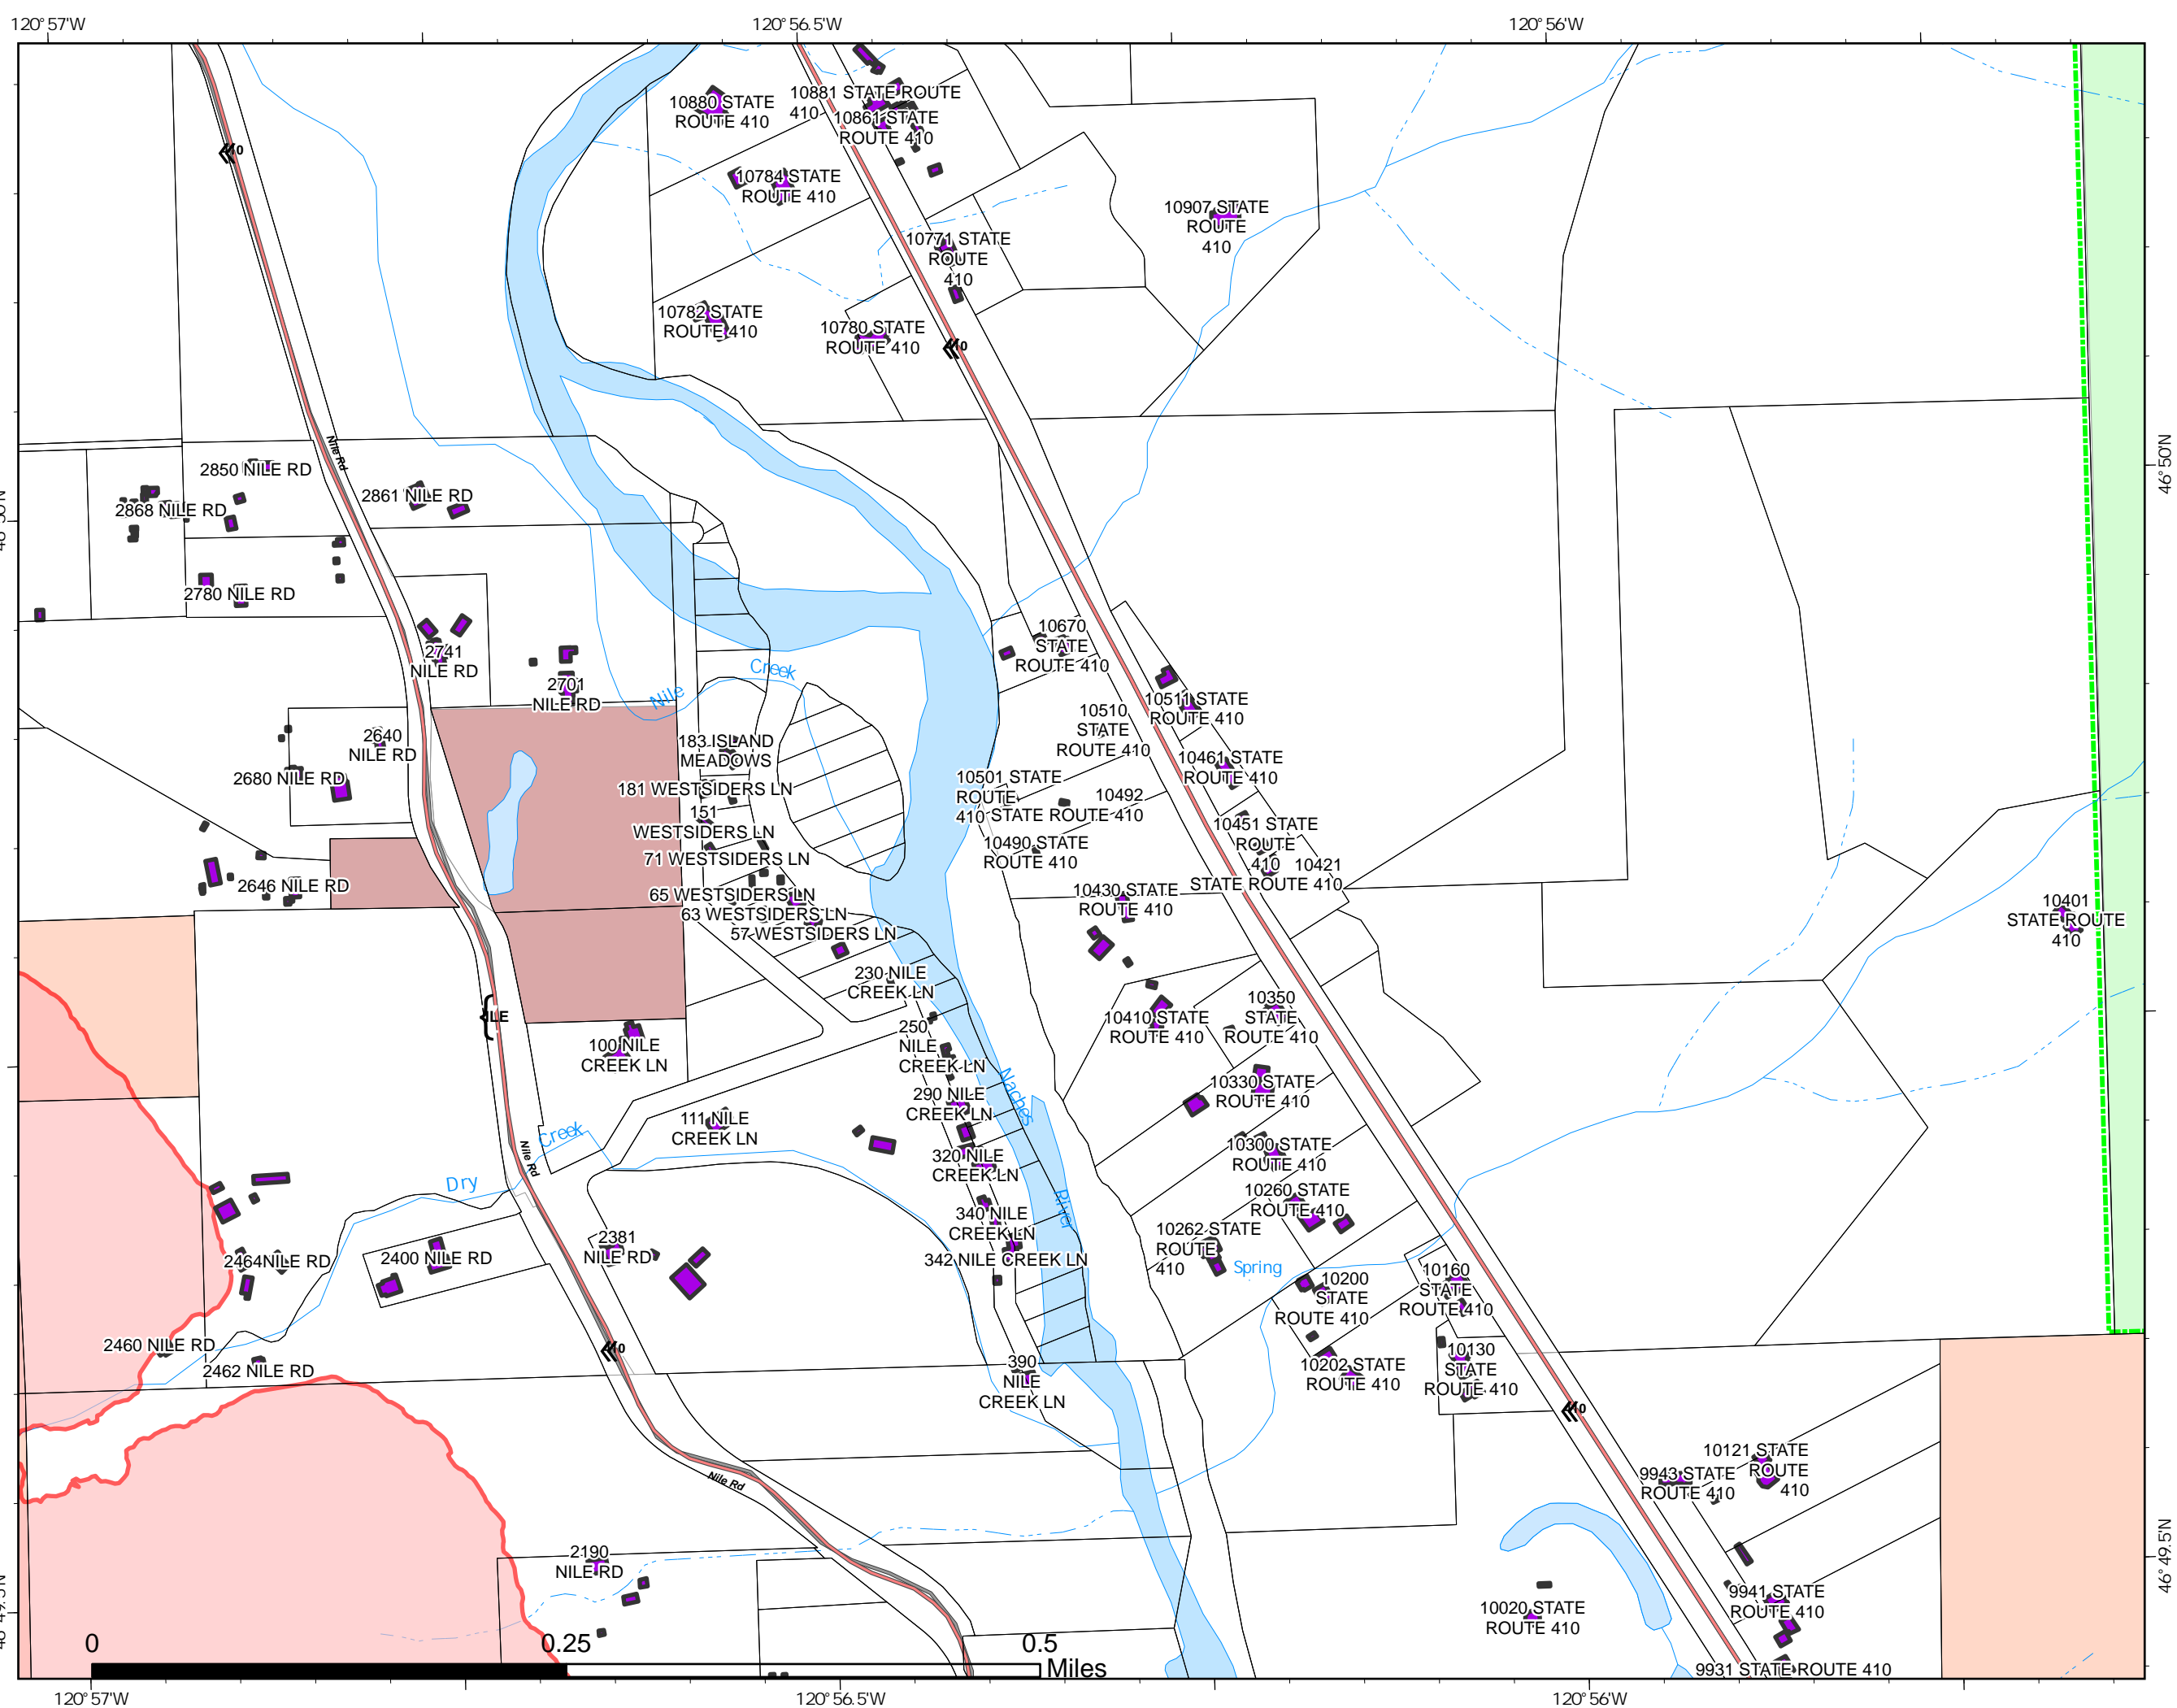 120°57'W
120°56.5'W
120°56'W
10880 STATE
ROUTE 410
10881 STATE ROUTE
410
10861 STATE
ROUTE 410
10784 STATE
ROUTE 410
10907 STATE
ROUTE
410
10771 STATE
ROUTE
410
10782 STATE
ROUTE 410
10780 STATE
ROUTE 410
Nile Rd
46°50'N
2850 NILE RD
2868 NILE RD
2861 NILE RD
2780 NILE RD
2741
NILE RD
2701
NILE RD
Nile
Creek
10670
STATE
ROUTE 410
10511 STATE
ROUTE 410
10510
STATE
ROUTE 410
2640
NILE RD
2680 NILE RD
183 ISLAND
MEADOWS
181 WESTSIDERS LN
151
WESTSIDERS LN
71 WESTSIDERS LN
65 WESTSIDERS LN
63 WESTSIDERS LN
57 WESTSIDERS LN
10461 STATE
ROUTE 410
10501 STATE
ROUTE
410
10492
STATE ROUTE 410
10490 STATE
ROUTE 410
10451 STATE
ROUTE
410
10421
STATE ROUTE 410
2646 NILE RD
10430 STATE
ROUTE 410
10401
STATE ROUTE
410
230 NILE
CREEK LN
250
NILE
CREEK LN
10410 STATE
ROUTE 410
10350
STATE
ROUTE 410
100 NILE
CREEK LN
290 NILE
CREEK LN
Naches
River
10330 STATE
ROUTE 410
111 NILE
CREEK LN
Dry
Creek
Nile Rd
320 NILE
CREEK LN
10300 STATE
ROUTE 410
10260 STATE
ROUTE 410
340 NILE
CREEK LN
10262 STATE
ROUTE
410
2464 NILE RD
2400 NILE RD
2381
NILE RD
342 NILE CREEK LN
Spring
10200
STATE
ROUTE 410
10160
STATE
ROUTE 410
2460 NILE RD
2462 NILE RD
390
NILE
CREEK LN
10202 STATE
ROUTE 410
10130
STATE
ROUTE 410
Nile Rd
10121 STATE
ROUTE
410
9943 STATE
ROUTE 410
46°49.5'N
2190
NILE RD
9941 STATE
ROUTE 410
10020 STATE
ROUTE 410
9931 STATE ROUTE 410
0
0.25
0.5
Miles
120°57'W
120°56.5'W
120°56'W